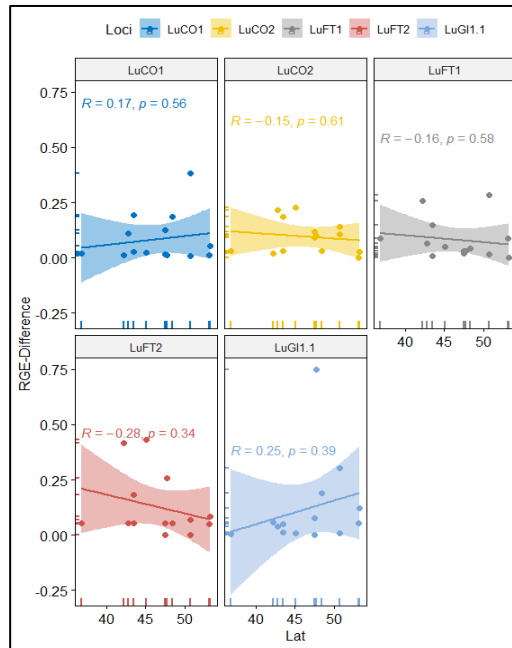 Loci LuCO1 LuCO2 LuFT1 LuFT2 LuGI1.1
LuCO1 LuCO2 LuFT1
0.75
0.50
0.25
0.00
-0.25
R = 0.17, p = 0.56
R = −0.15, p = 0.61
R = −0.16, p = 0.58
40 45 50
RGE-Difference
LuFT2 LuGI1.1
0.75
0.50
0.25
0.00
-0.25
R = −0.28, p = 0.34
R = 0.25, p = 0.39
40 45 50 40 45 50
Lat